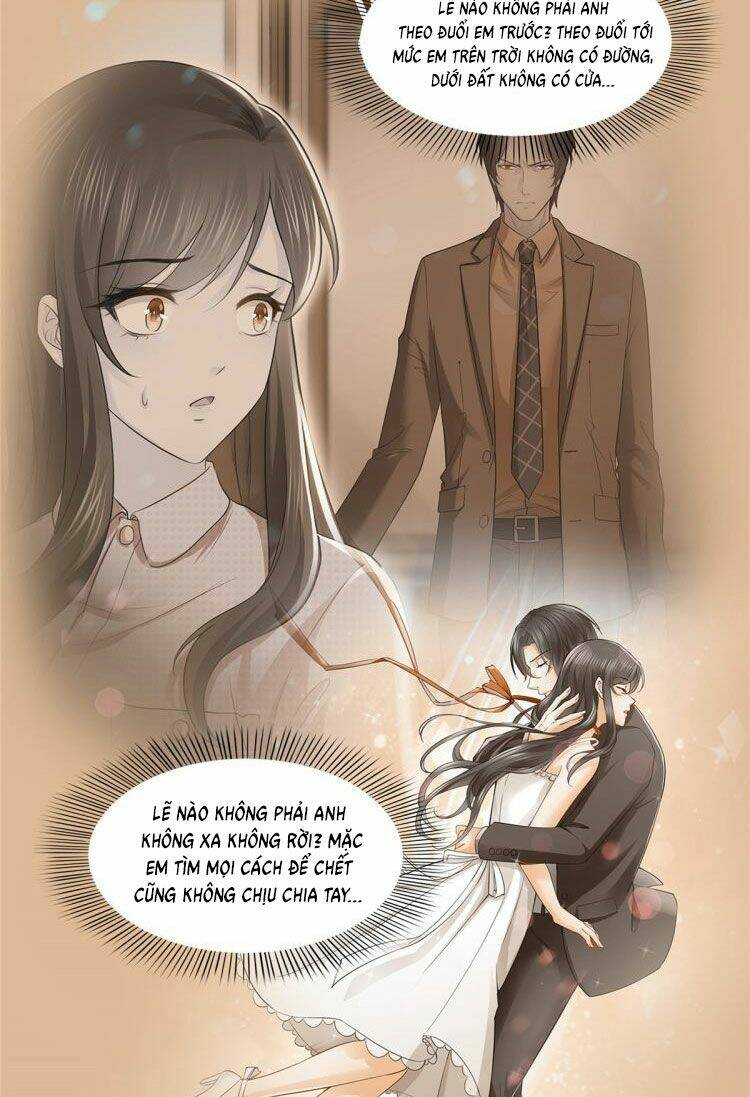 LẼ NÀO KHÔNG PHẢI ANH
THEO ĐUỔI EM TRƯỚC? THEO ĐUỔI TỚI
MỨC EM TRÊN TRỜI KHÔNG CÓ ĐƯỜNG,
DƯỚI ĐẤT KHÔNG CÓ CỬA...
LẼ NÀO KHÔNG PHẢI ANH
KHÔNG XA KHÔNG RỜI? MẶC
EM TÌM MỌI CÁCH ĐỂ CHẾT
CŨNG KHÔNG CHỊU CHIA TAY...